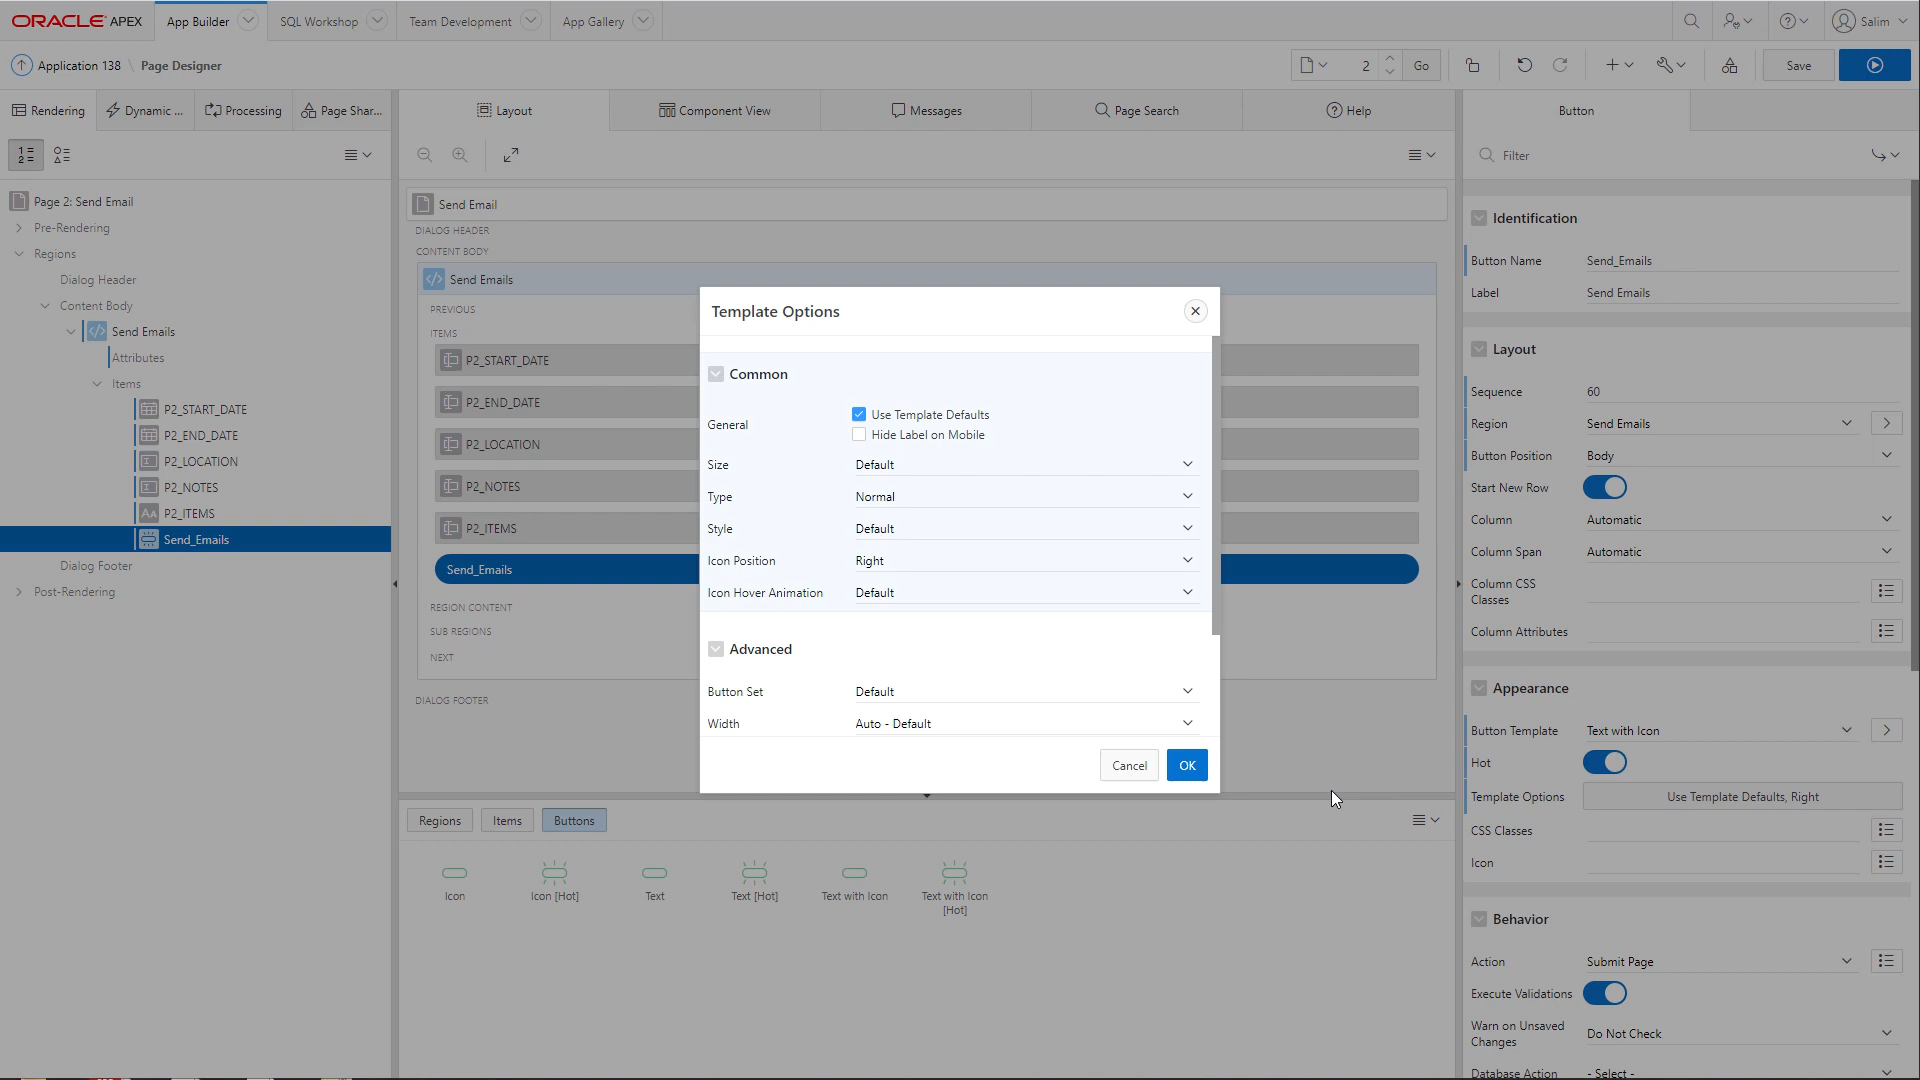 ORACLE APEX App Builder SQL Workshop Team Development App Gallery Salim
Application 138 \ Page Designer 2 Go Save
Rendering Dynamic ... Processing Page Shar... Layout Component View Messages Page Search Help Button
Filter
Page 2: Send Email
Pre-Rendering
Regions
Dialog Header
Content Body
Send Emails
Attributes
Items
P2_START_DATE
P2_END_DATE
P2_LOCATION
P2_NOTES
P2_ITEMS
Send_Emails
Dialog Footer
Post-Rendering
Send Email
DIALOG HEADER
CONTENT BODY
Send Emails
PREVIOUS
ITEMS
P2_START_DATE
P2_END_DATE
P2_LOCATION
P2_NOTES
P2_ITEMS
Send_Emails
REGION CONTENT
SUB REGIONS
NEXT
DIALOG FOOTER
Template Options
Common
General Use Template Defaults
Hide Label on Mobile
Size Default
Type Normal
Style Default
Icon Position Right
Icon Hover Animation Default
Advanced
Button Set Default
Width Auto - Default
Cancel OK
Regions Items Buttons
Icon Icon [Hot] Text Text [Hot] Text with Icon Text with Icon
[Hot]
Identification
Button Name Send_Emails
Label Send Emails
Layout
Sequence 60
Region Send Emails
Button Position Body
Start New Row
Column Automatic
Column Span Automatic
Column CSS
Classes
Column Attributes
Appearance
Button Template Text with Icon
Hot
Template Options Use Template Defaults, Right
CSS Classes
Icon
Behavior
Action Submit Page
Execute Validations
Warn on Unsaved
Changes Do Not Check
Database Action - Select -